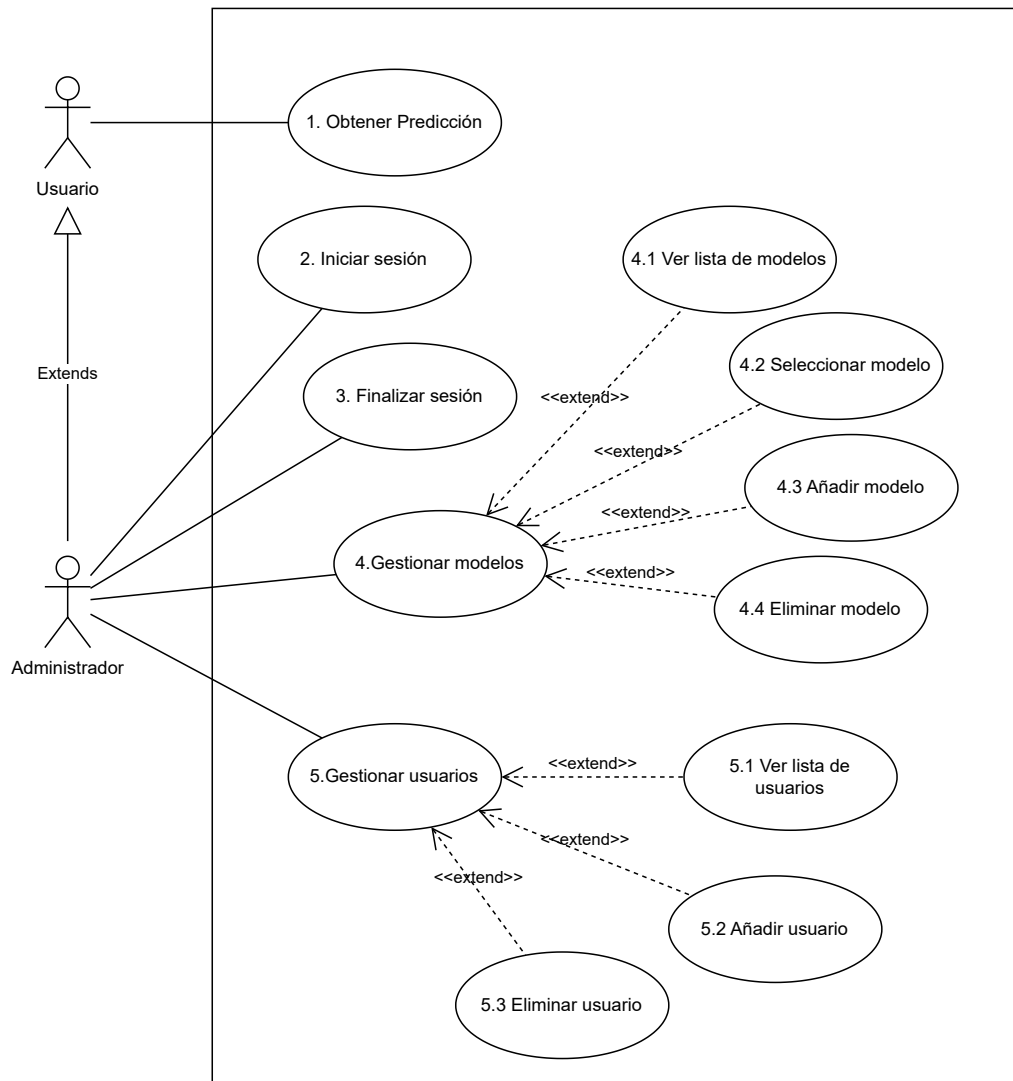 1. Obtener Predicción
Usuario
2. Iniciar sesión
4.1 Ver lista de modelos
Extends
3. Finalizar sesión
<<extend>>
4.2 Seleccionar modelo
<<extend>>
4.3 Añadir modelo
<<extend>>
4.Gestionar modelos
<<extend>>
4.4 Eliminar modelo
Administrador
5.Gestionar usuarios
<<extend>>
5.1 Ver lista de
usuarios
<<extend>>
<<extend>>
5.2 Añadir usuario
5.3 Eliminar usuario